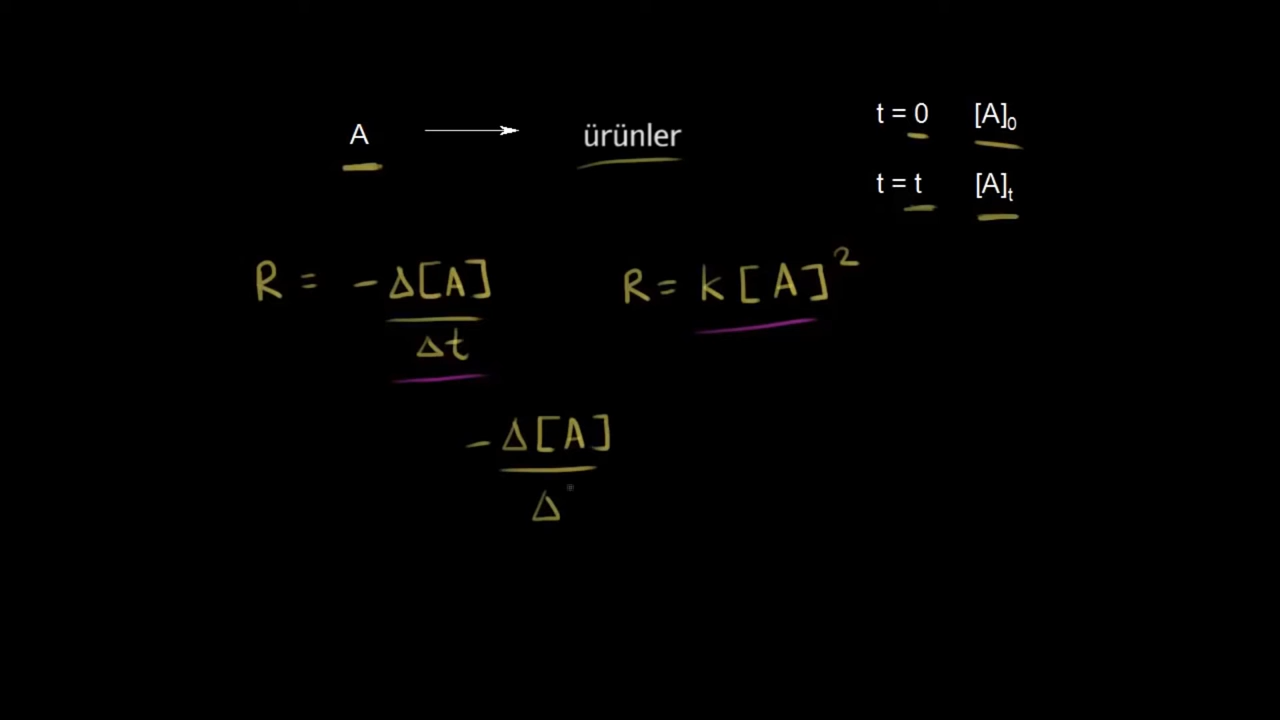 A → ürünler
t = 0 [A]₀
t = t [A]ₜ
R = -Δ[A]/Δt
R = k[A]²
-Δ[A]/Δ